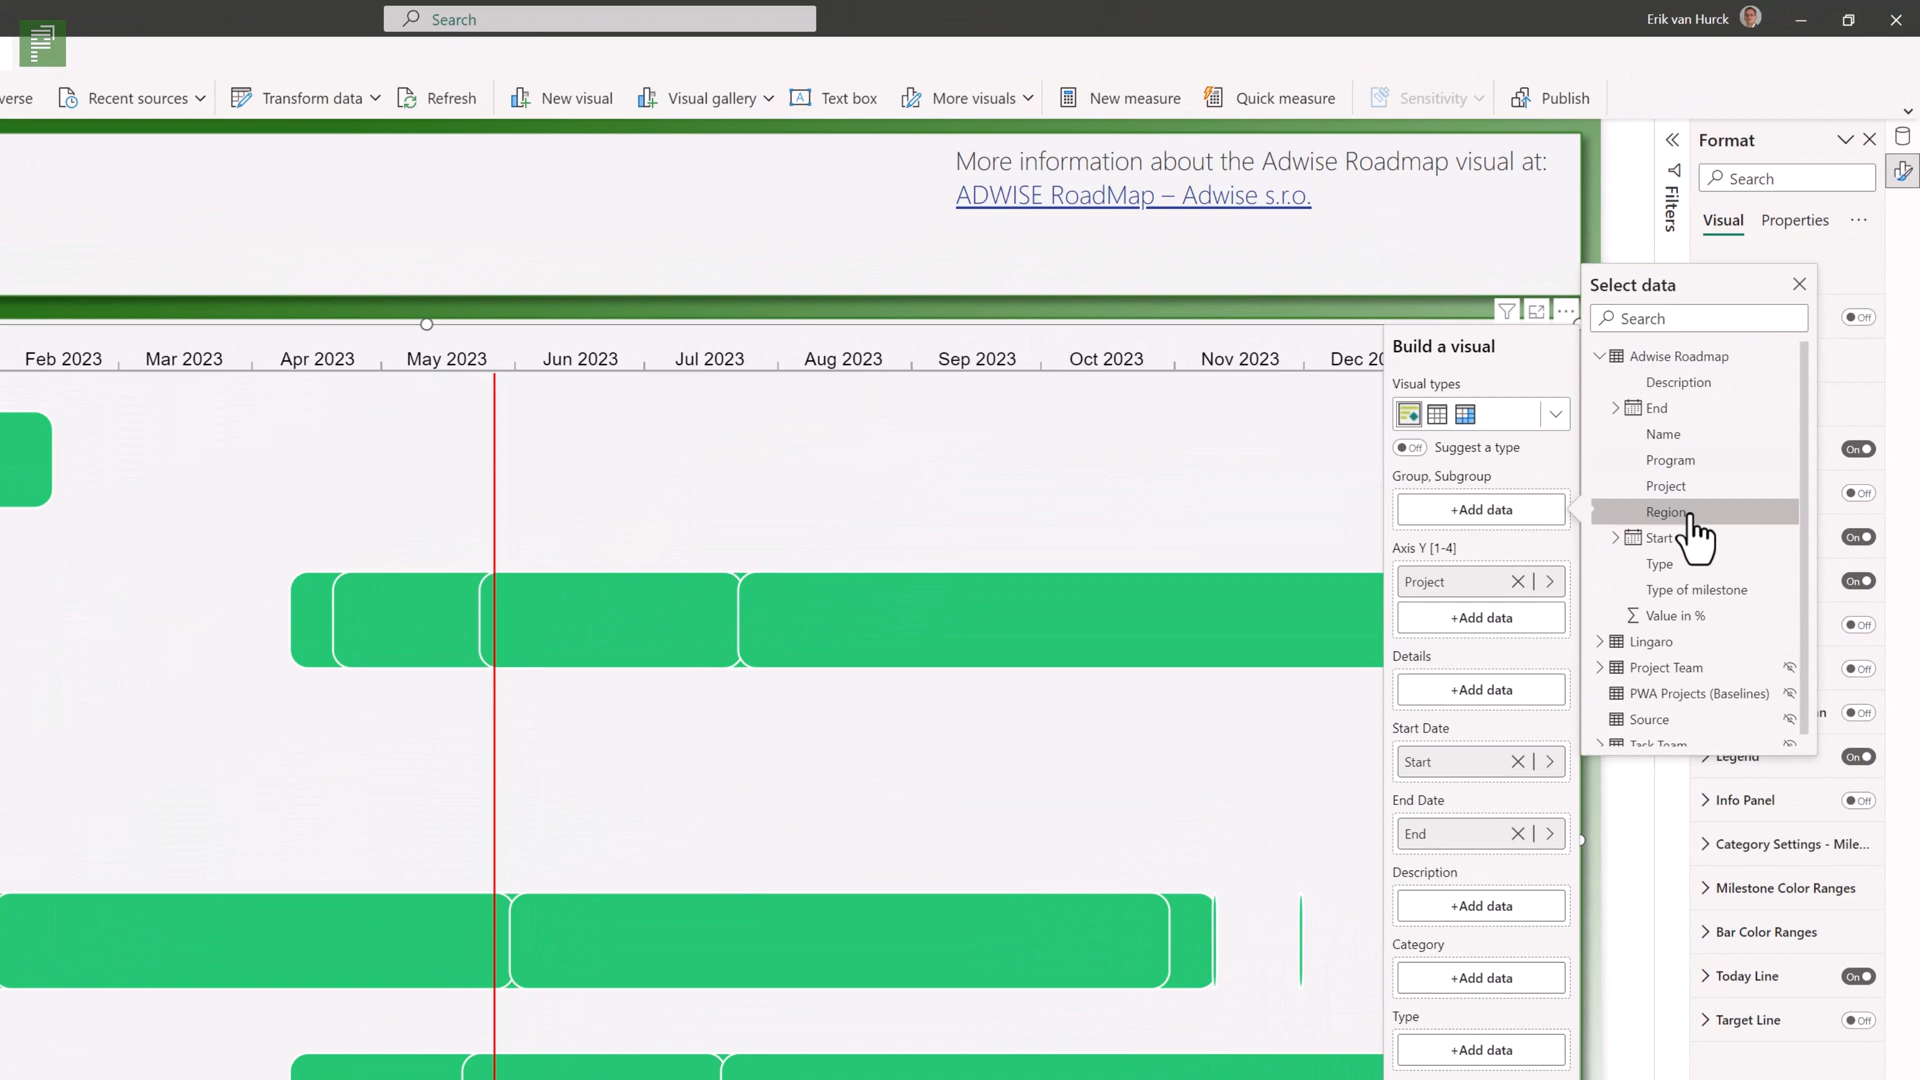 Search
Erik van Hurck
verse
Recent sources
Transform data
Refresh
New visual
Visual gallery
Text box
More visuals
New measure
Quick measure
Sensitivity
Publish
More information about the Adwise Roadmap visual at:
ADWISE RoadMap – Adwise s.r.o.
Filters
Format
Search
Visual
Properties
Select data
Search
Adwise Roadmap
Description
End
Name
Program
Project
Region
Start
Type
Type of milestone
Value in %
Lingaro
Project Team
PWA Projects (Baselines)
Source
Task Team
Feb 2023
Mar 2023
Apr 2023
May 2023
Jun 2023
Jul 2023
Aug 2023
Sep 2023
Oct 2023
Nov 2023
Dec 20
Build a visual
Visual types
Off
Suggest a type
Group, Subgroup
+Add data
Axis Y [1-4]
Project
+Add data
Details
+Add data
Start Date
Start
End Date
End
Description
+Add data
Category
+Add data
Type
+Add data
Off
On
Off
On
On
Off
Off
n
Off
Legend
On
Info Panel
Off
Category Settings - Mile...
Milestone Color Ranges
Bar Color Ranges
Today Line
On
Target Line
Off